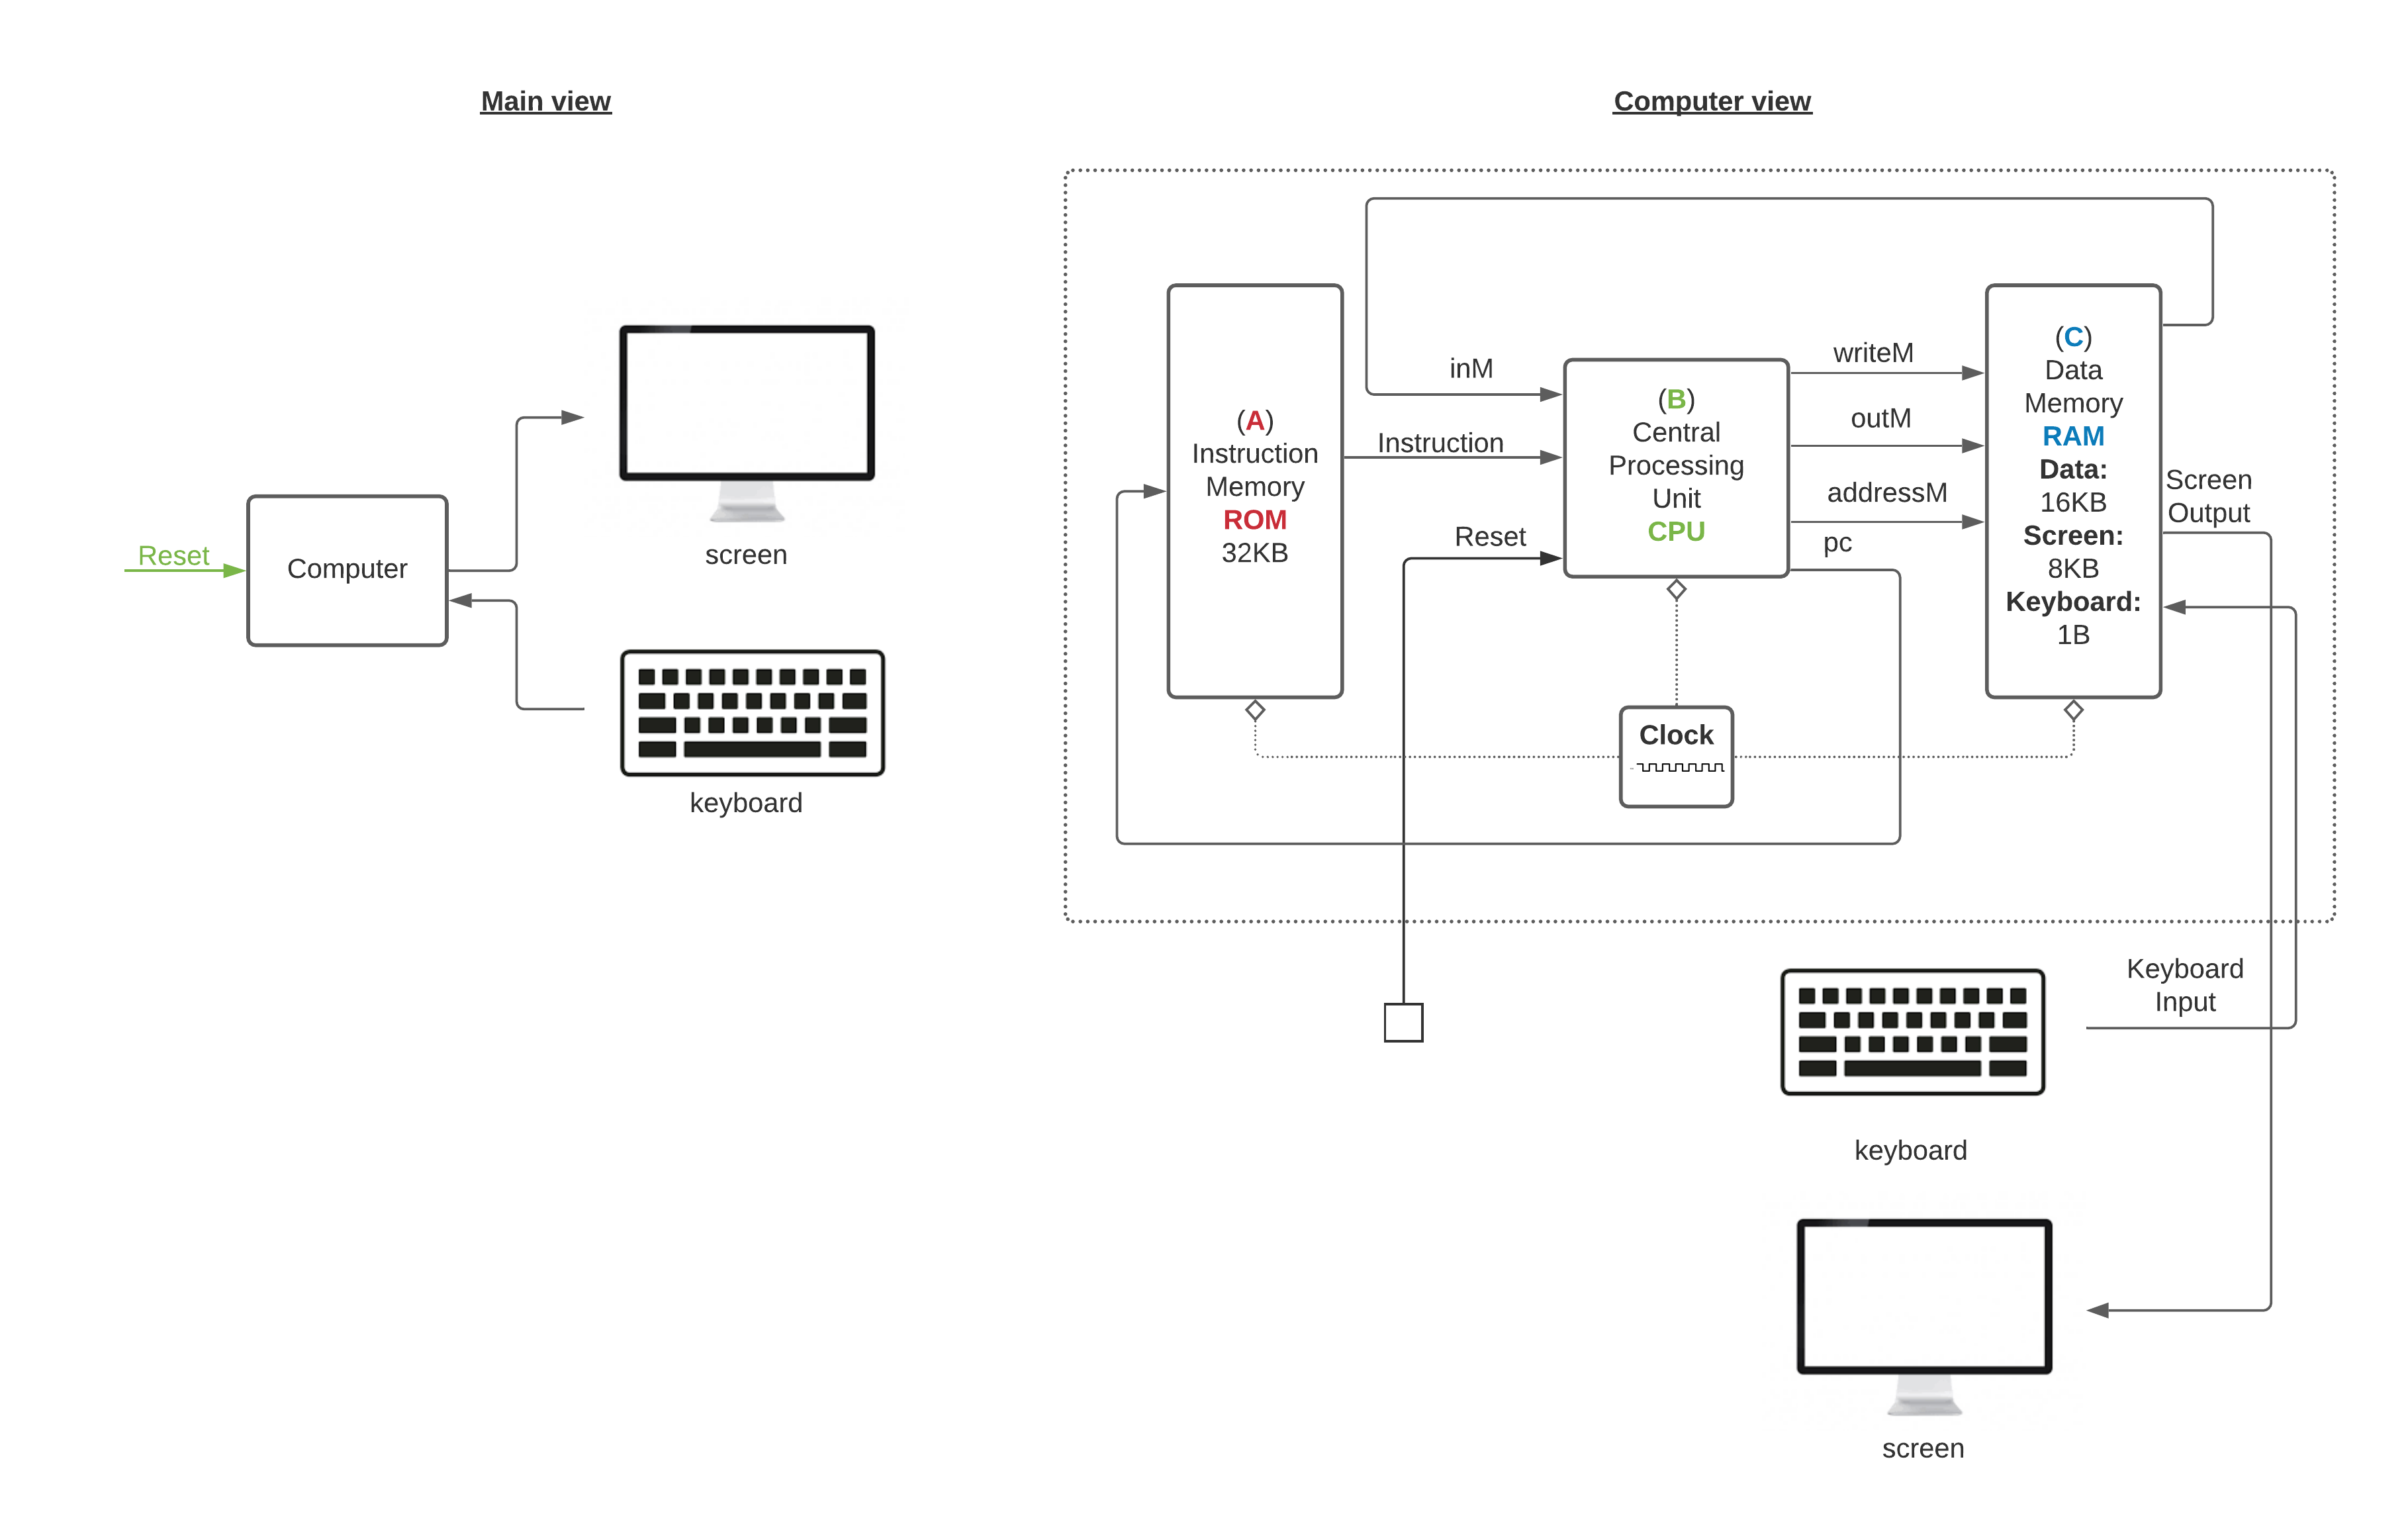 Main view
Reset
Computer
screen
keyboard
Computer view
inM
Instruction
Reset
(A)
Instruction
Memory
ROM
32KB
(B)
Central
Processing
Unit
CPU
writeM
outM
addressM
pc
(C)
Data
Memory
RAM
Data:
16KB
Screen:
8KB
Keyboard:
1B
Screen
Output
Clock
Keyboard
Input
keyboard
screen